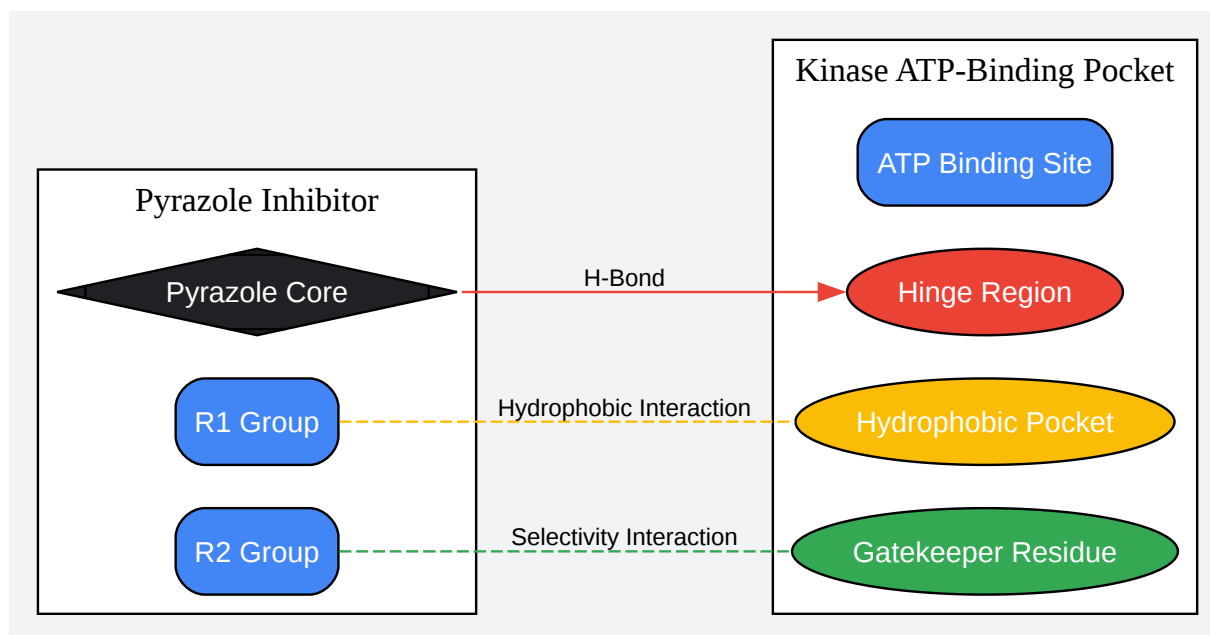 Kinase ATP-Binding Pocket
ATP Binding Site
Pyrazole Inhibitor
Pyrazole Core
H-Bond
Hinge Region
R1 Group
Hydrophobic Interaction
Hydrophobic Pocket
R2 Group
Selectivity Interaction
Gatekeeper Residue